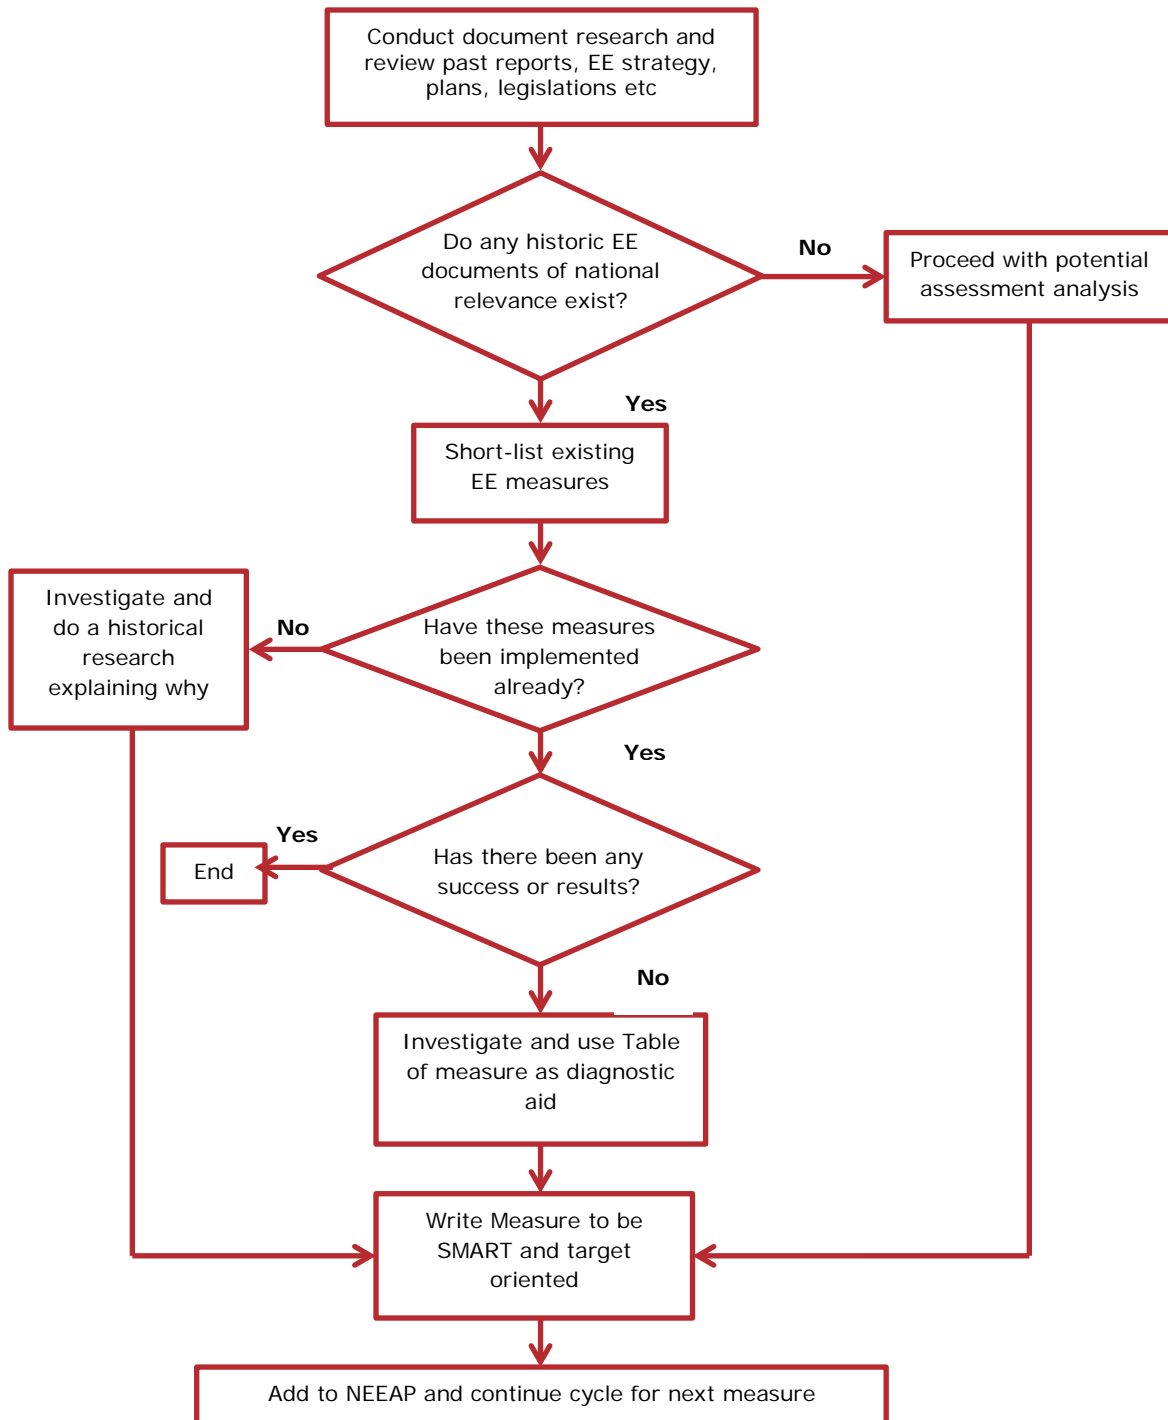 Conduct document research and
review past reports, EE strategy,
plans, legislations etc
Do any historic EE
documents of national
relevance exist?
No
Proceed with potential
assessment analysis
Yes
Short-list existing
EE measures
Investigate and
do a historical
research
explaining why
No
Have these measures
been implemented
already?
Yes
Yes
End
Has there been any
success or results?
No
Investigate and use Table
of measure as diagnostic
aid
Write Measure to be
SMART and target
oriented
Add to NEEAP and continue cycle for next measure